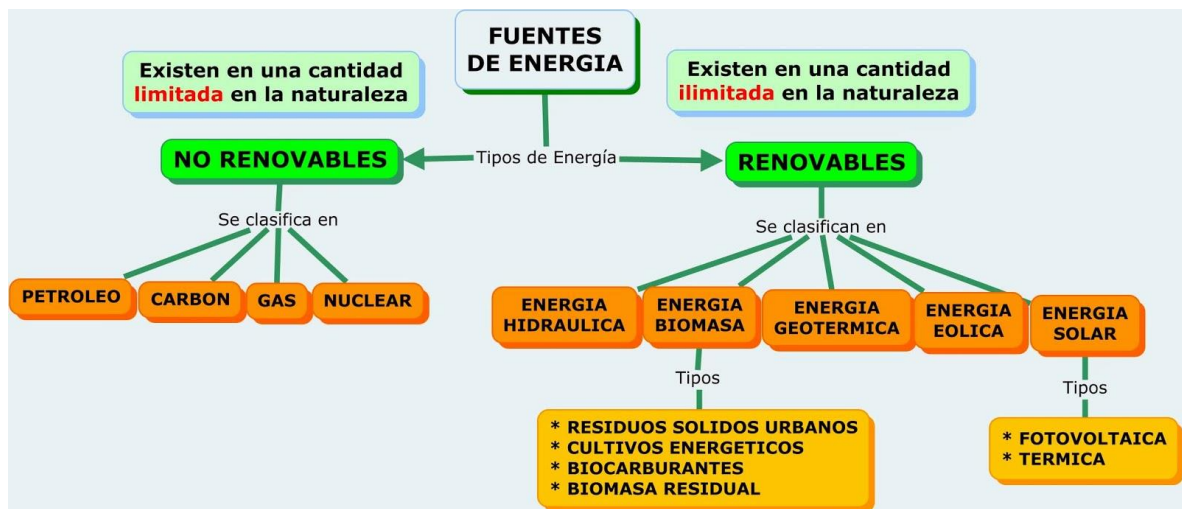 FUENTES
DE ENERGIA
Existen en una cantidad
limitada en la naturaleza
Existen en una cantidad
ilimitada en la naturaleza
Tipos de Energía
NO RENOVABLES
RENOVABLES
Se clasifica en
Se clasifican en
PETROLEO
CARBON
GAS
NUCLEAR
ENERGIA
HIDRAULICA
ENERGIA
BIOMASA
ENERGIA
GEOTERMICA
ENERGIA
EOLICA
ENERGIA
SOLAR
Tipos
Tipos
* RESIDUOS SOLIDOS URBANOS
* CULTIVOS ENERGETICOS
* BIOCARBURANTES
* BIOMASA RESIDUAL
* FOTOVOLTAICA
* TERMICA